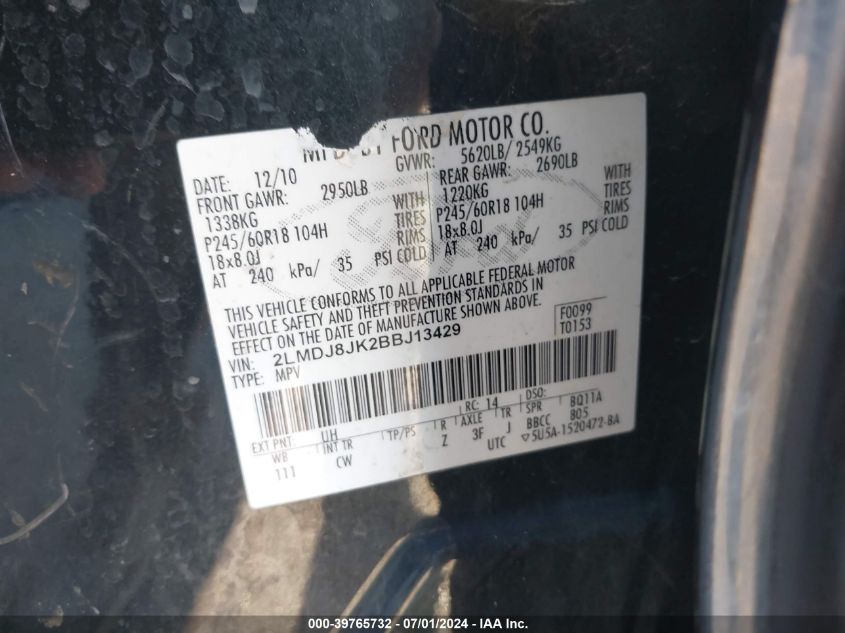 MFD. BY FORD MOTOR CO.
DATE: 12/10 GVWR: 5620LB/ 2549KG
FRONT GAWR: 2950LB REAR GAWR: 2690LB
1338KG WITH 1220KG WITH
P245/60R18 104H TIRES P245/60R18 104H TIRES
18x8.0J RIMS 18x8.0J RIMS
AT 240 kPa/ 35 PSI COLD AT 240 kPa/ 35 PSI COLD
THIS VEHICLE CONFORMS TO ALL APPLICABLE FEDERAL MOTOR
VEHICLE SAFETY AND THEFT PREVENTION STANDARDS IN
EFFECT ON THE DATE OF MANUFACTURE SHOWN ABOVE.
VIN: 2LMDJ8JK2BBJ13429 F0099
TYPE: MPV T0153
EXT PNT: UH RC: 14 DSO:
WB INT TR TP/PS R AXLE TR SPR BQ11A
111 CW Z 3F J BBCC 805
UTC ▽5U5A-1520472-BA
000-39765732 - 07/01/2024 - IAA Inc.